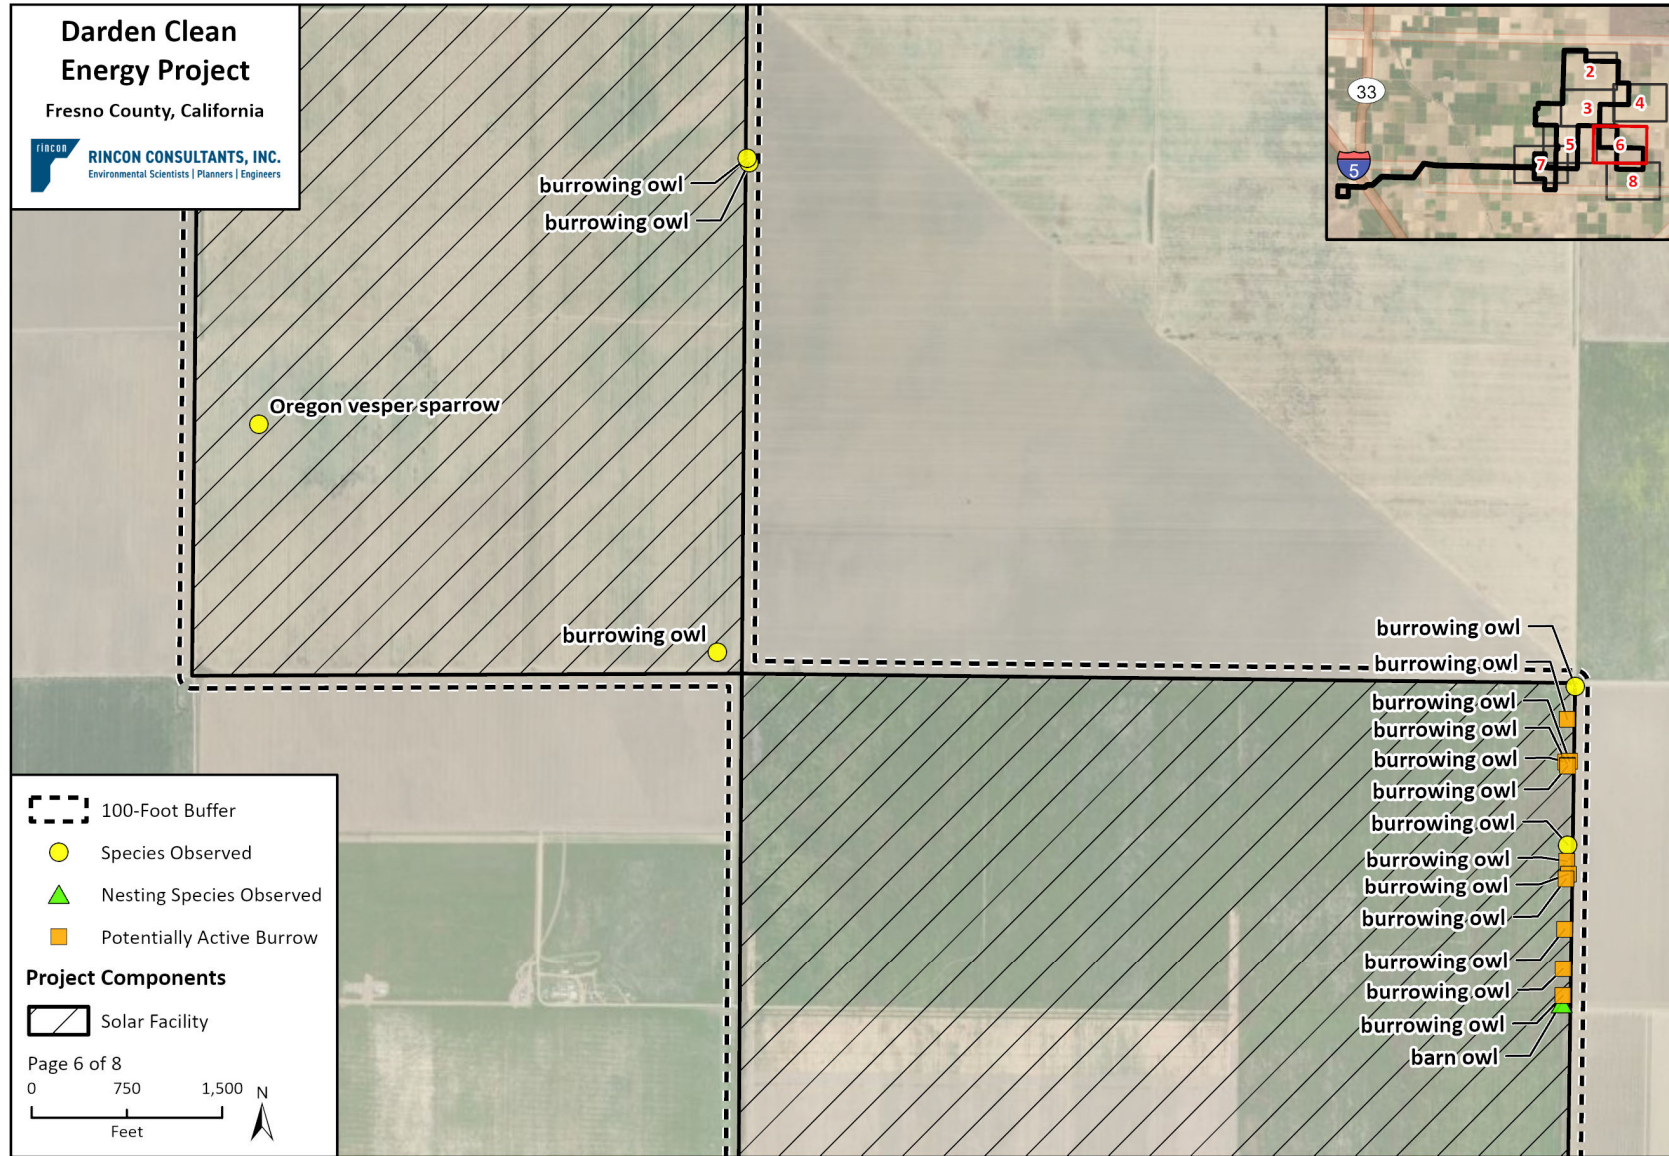 Darden Clean
Energy Project
Fresno County, California
rincon
RINCON CONSULTANTS, INC.
Environmental Scientists | Planners | Engineers
33
5
2
3
4
5
6
7
8
burrowing owl
burrowing owl
Oregon vesper sparrow
burrowing owl
burrowing owl
burrowing owl
burrowing owl
burrowing owl
burrowing owl
burrowing owl
burrowing owl
burrowing owl
burrowing owl
burrowing owl
burrowing owl
burrowing owl
burrowing owl
barn owl
100-Foot Buffer
Species Observed
Nesting Species Observed
Potentially Active Burrow
Project Components
Solar Facility
Page 6 of 8
0 750 1,500
Feet
N